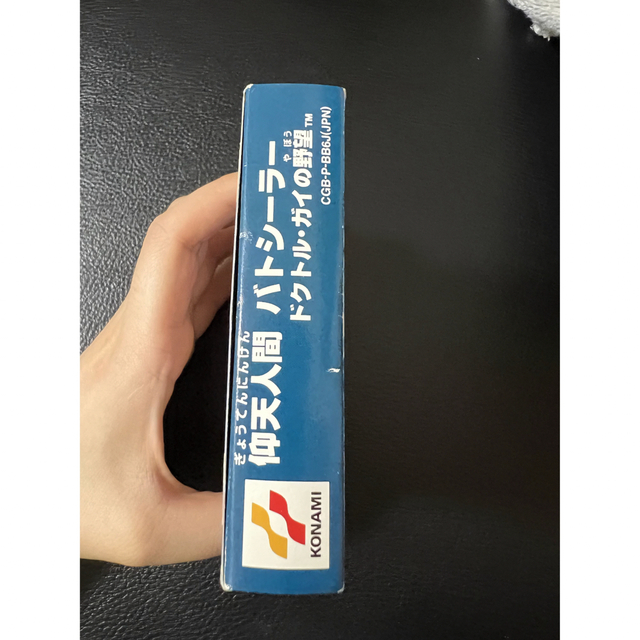 ぎょうてんにんげん
仰天人間 バトシーラー
や ぼう
ドクトル・ガイの野望™
CGB-P-BB6J(JPN)
KONAMI